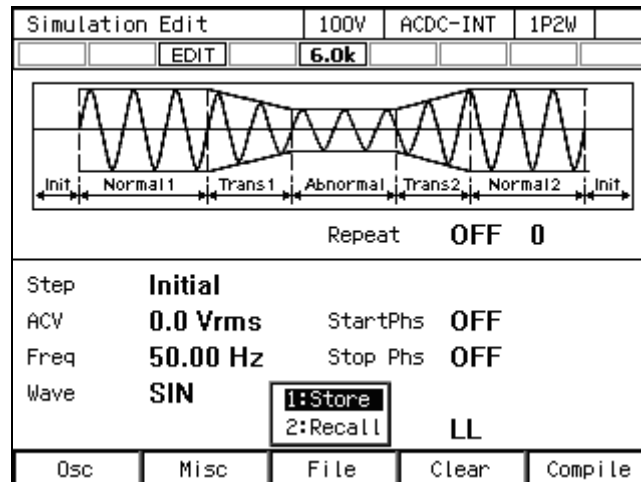 Simulation Edit 100V ACDC-INT 1P2W
EDIT 6.0k
Init Normal1 Trans1 Abnormal Trans2 Normal2 Init
Repeat OFF 0
Step Initial
ACV 0.0 Vrms StartPhs OFF
Freq 50.00 Hz Stop Phs OFF
Wave SIN
1:Store
2:Recall LL
Osc Misc File Clear Compile